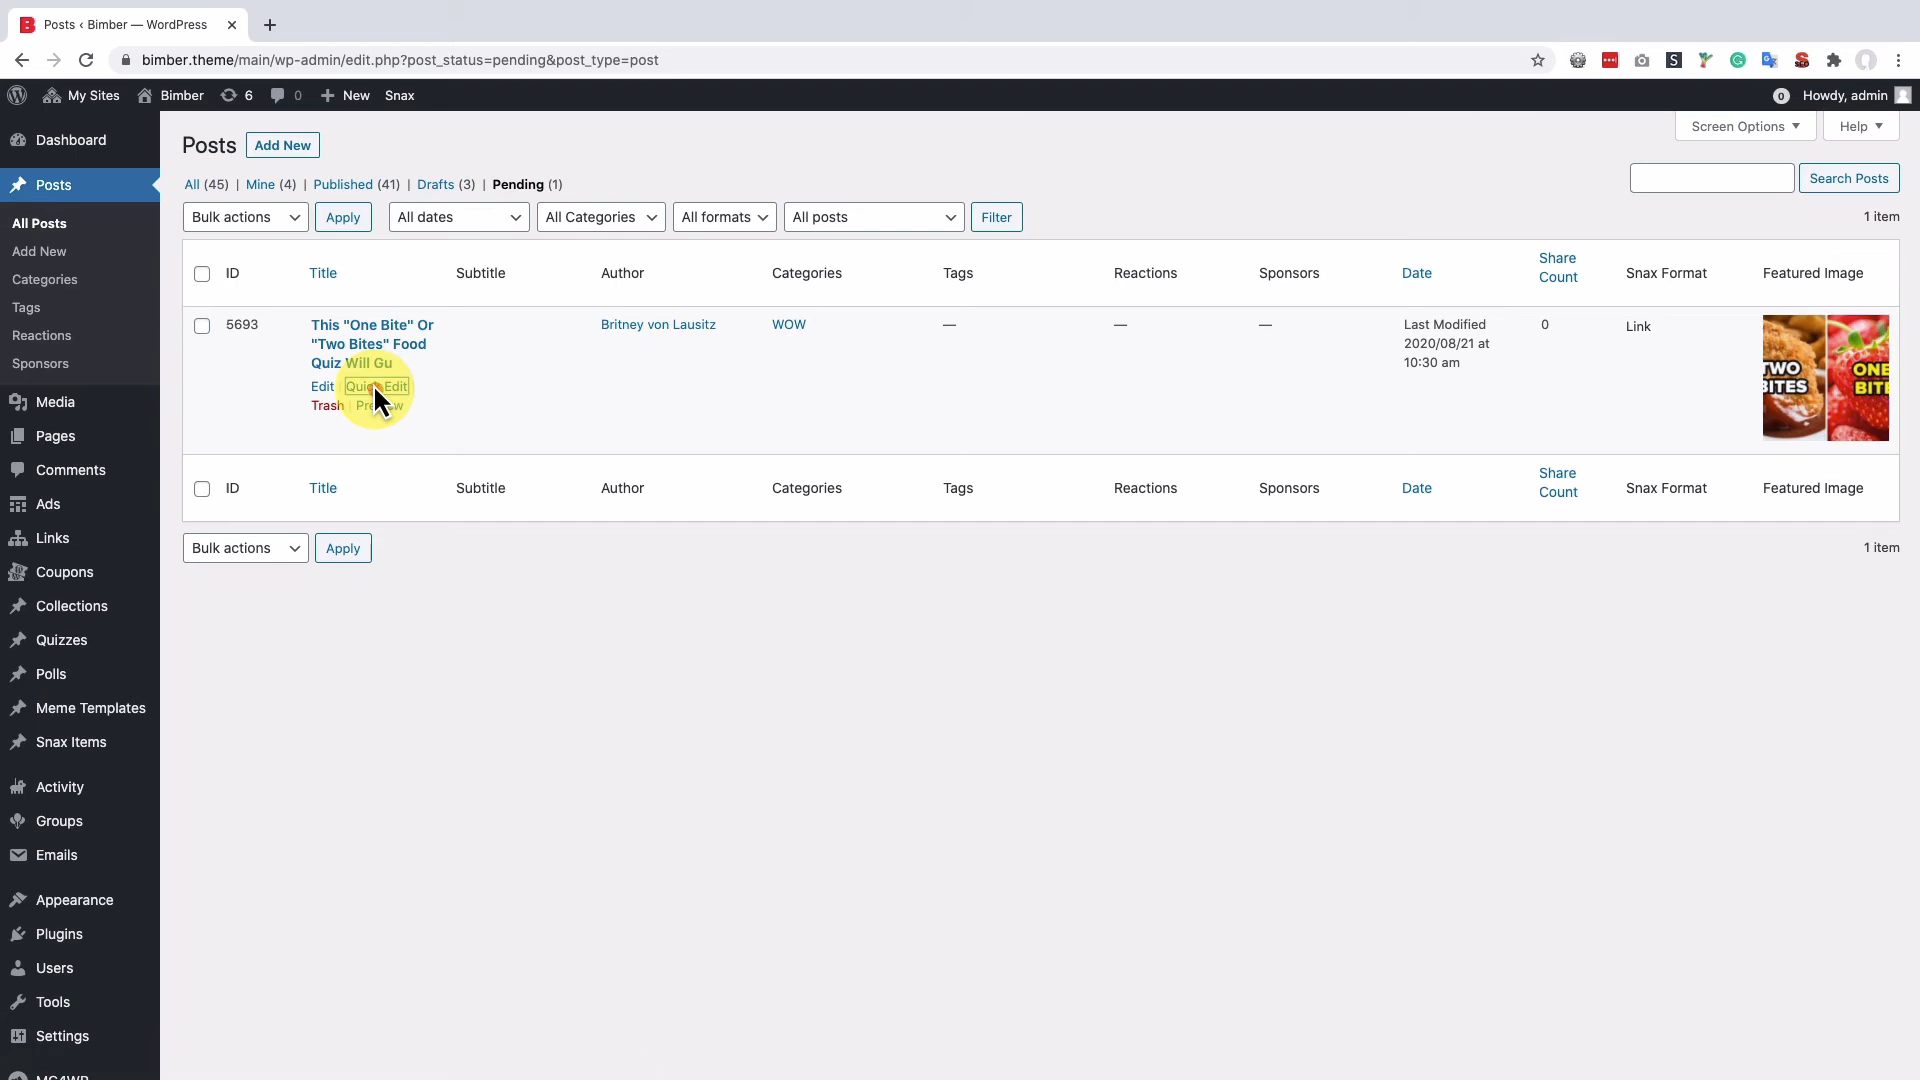 Posts ‹ Bimber — WordPress
bimber.theme/main/wp-admin/edit.php?post_status=pending&post_type=post
My Sites Bimber 6 0 New Snax
0 Howdy, admin
Screen Options Help
Dashboard
Posts
All Posts
Add New
Categories
Tags
Reactions
Sponsors
Media
Pages
Comments
Ads
Links
Coupons
Collections
Quizzes
Polls
Meme Templates
Snax Items
Activity
Groups
Emails
Appearance
Plugins
Users
Tools
Settings
MC4WP
Posts Add New
All (45) | Mine (4) | Published (41) | Drafts (3) | Pending (1)
Search Posts
Bulk actions Apply All dates All Categories All formats All posts Filter
1 item
ID Title Subtitle Author Categories Tags Reactions Sponsors Date Share Count Snax Format Featured Image
5693
This "One Bite" Or
"Two Bites" Food
Quiz Will Gu
Edit | Quick Edit
Trash | Preview
Britney von Lausitz
WOW
—
—
—
Last Modified
2020/08/21 at
10:30 am
0
Link
TWO
BITES
ONE
BITE
ID Title Subtitle Author Categories Tags Reactions Sponsors Date Share Count Snax Format Featured Image
Bulk actions Apply
1 item